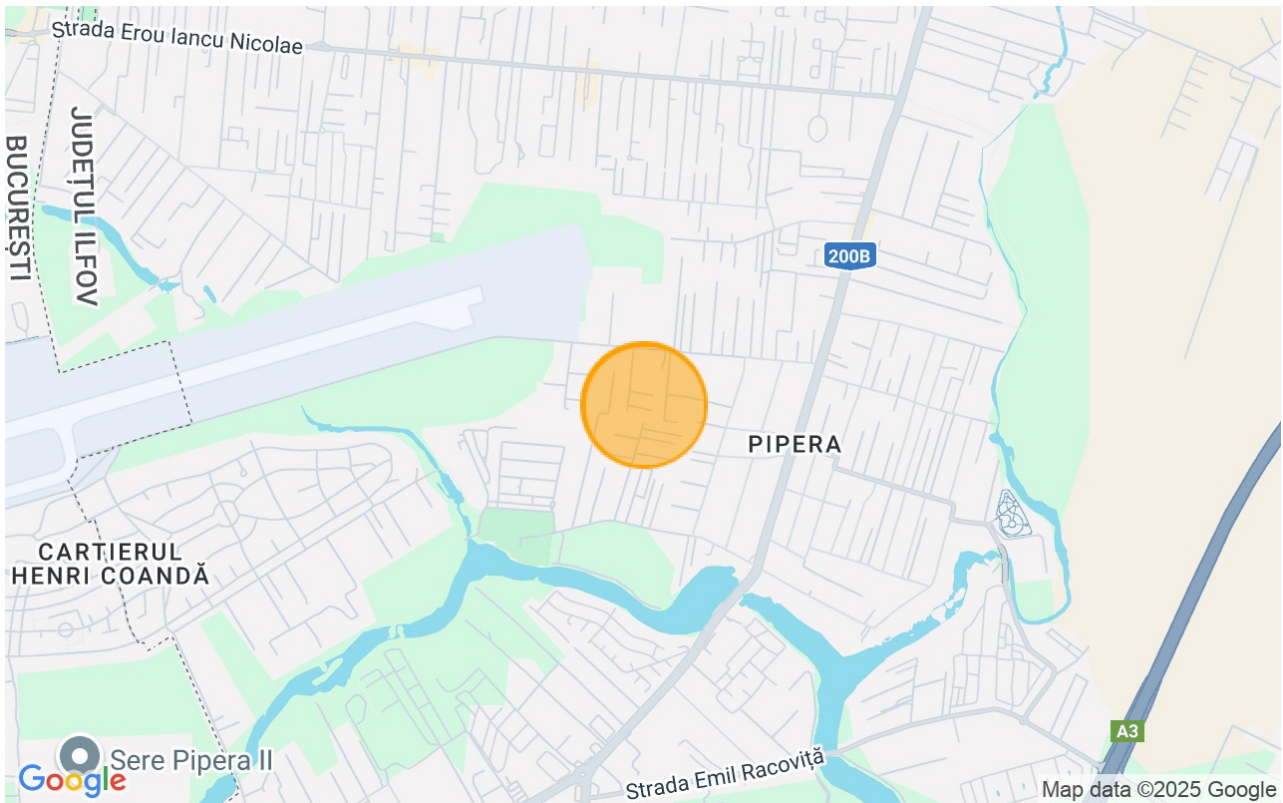 Strada Erou Iancu Nicolae
JUDEȚUL ILFOV
BUCUREȘTI
200B
PIPERA
CARTIERUL
HENRI COANDĂ
A3
Sere Pipera II
Strada Emil Racoviță
Google
Map data ©2025 Google